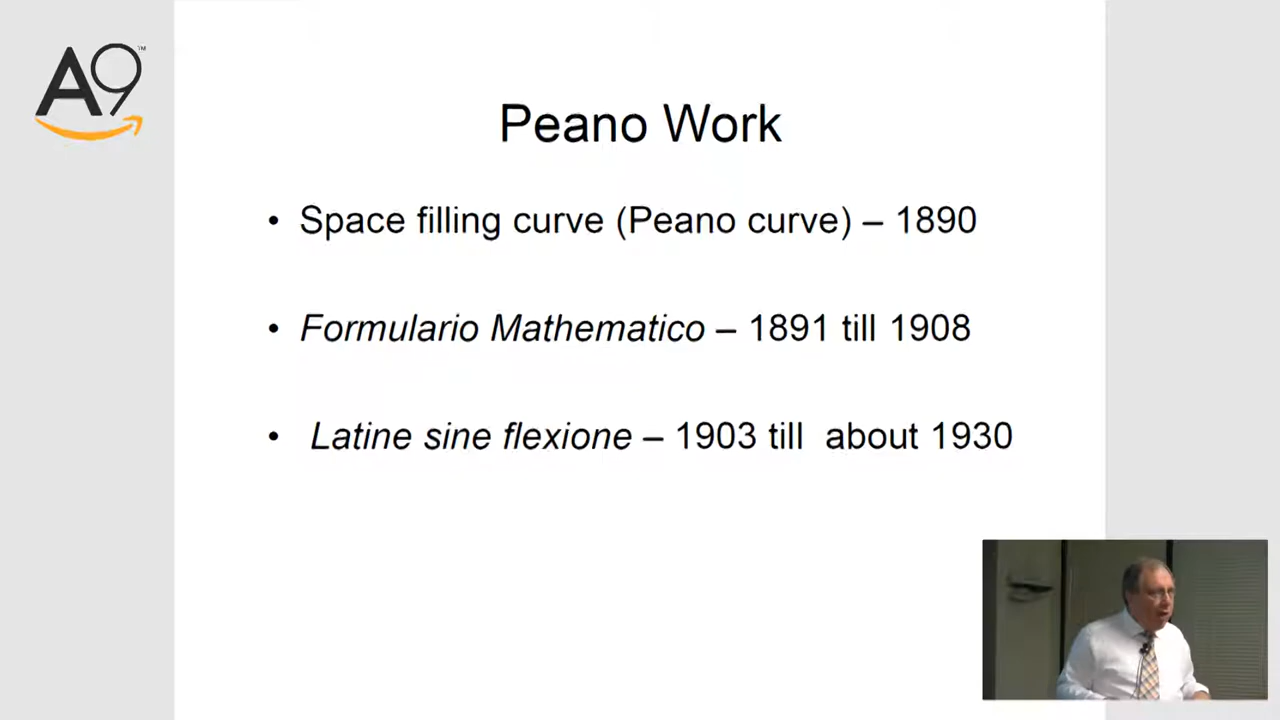 A9™
Peano Work
• Space filling curve (Peano curve) – 1890
• Formulario Mathematico – 1891 till 1908
• Latine sine flexione – 1903 till about 1930